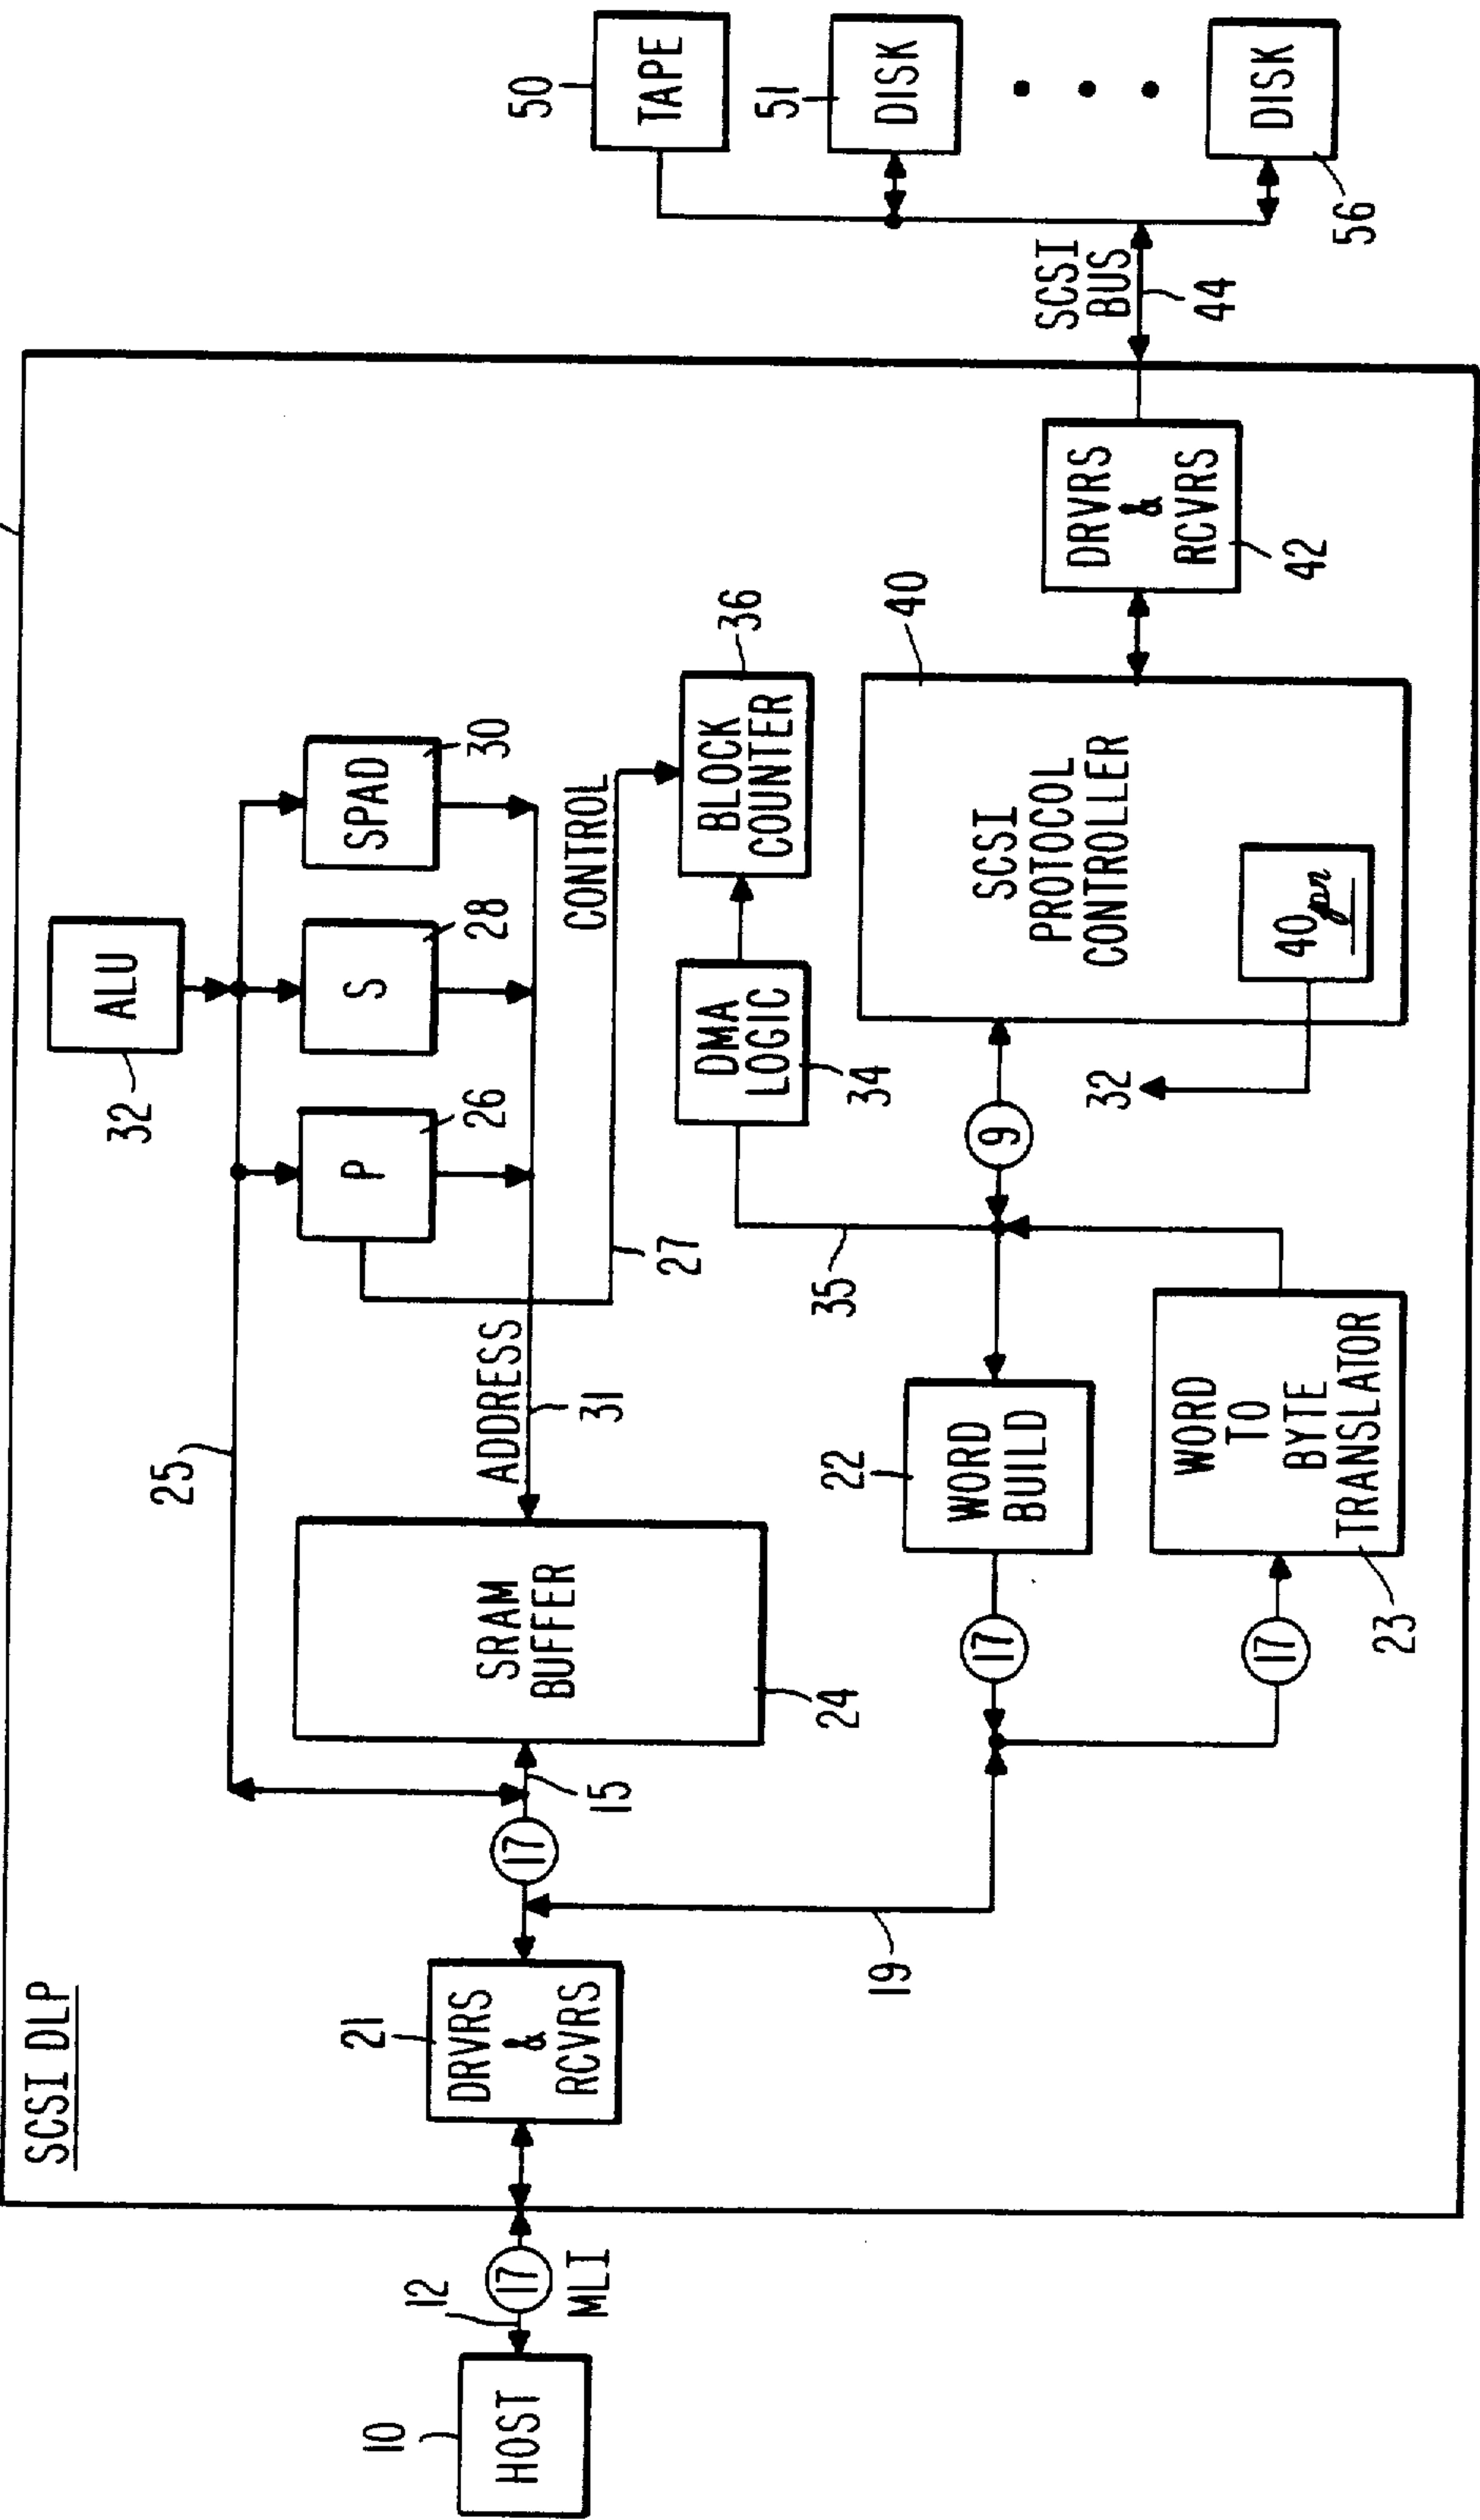 SCSI DLP
10
HOST
12
17
MLI
21
DRVRS
&
RCVRS
17
15
19
25
SRAM
BUFFER
24
ADDRESS
31
32
ALU
P
26
S
28
SPAD
30
27
CONTROL
BLOCK
COUNTER
36
DMA
LOGIC
34
35
22
WORD
BUILD
17
17
WORD
TO
BYTE
TRANSLATOR
23
9
32
40
SCSI
PROTOCOL
CONTROLLER
DRVRS
&
RCVRS
42
SCSI
BUS
44
50
TAPE
51
DISK
DISK
56